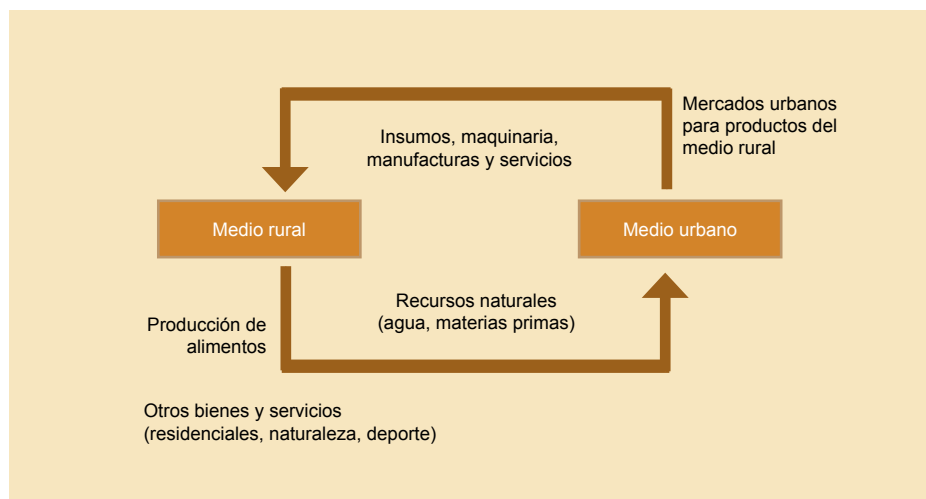 Mercados urbanos
para productos del
medio rural
Insumos, maquinaria,
manufacturas y servicios
Medio rural
Medio urbano
Recursos naturales
(agua, materias primas)
Producción de
alimentos
Otros bienes y servicios
(residenciales, naturaleza, deporte)